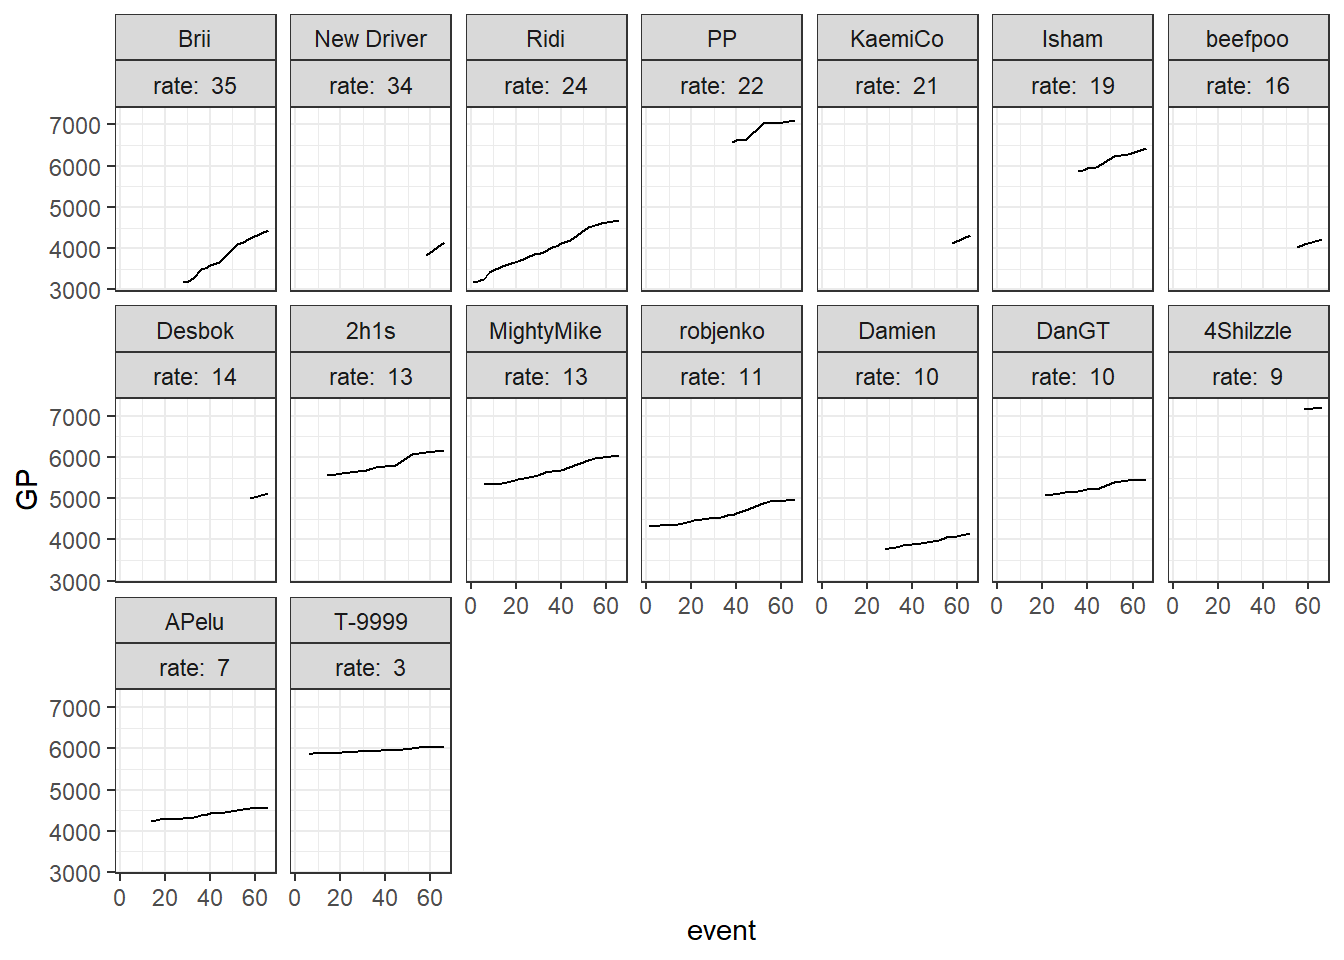 Brii New Driver Ridi PP KaemiCo Isham beefpoo
rate: 35 rate: 34 rate: 24 rate: 22 rate: 21 rate: 19 rate: 16
7000
6000
5000
4000
3000
Desbok 2h1s MightyMike robjenko Damien DanGT 4Shilzzle
rate: 14 rate: 13 rate: 13 rate: 11 rate: 10 rate: 10 rate: 9
7000
6000
GP
5000
4000
3000
0 20 40 60 0 20 40 60 0 20 40 60 0 20 40 60 0 20 40 60
APelu T-9999
rate: 7 rate: 3
7000
6000
5000
4000
3000
0 20 40 60 0 20 40 60
event